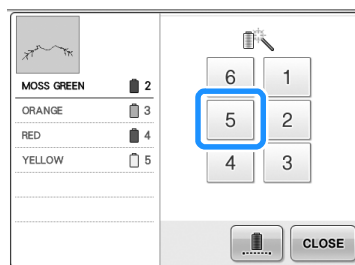 MOSS GREEN 2
ORANGE 3
RED 4
YELLOW 5
6 1
5 2
4 3
CLOSE